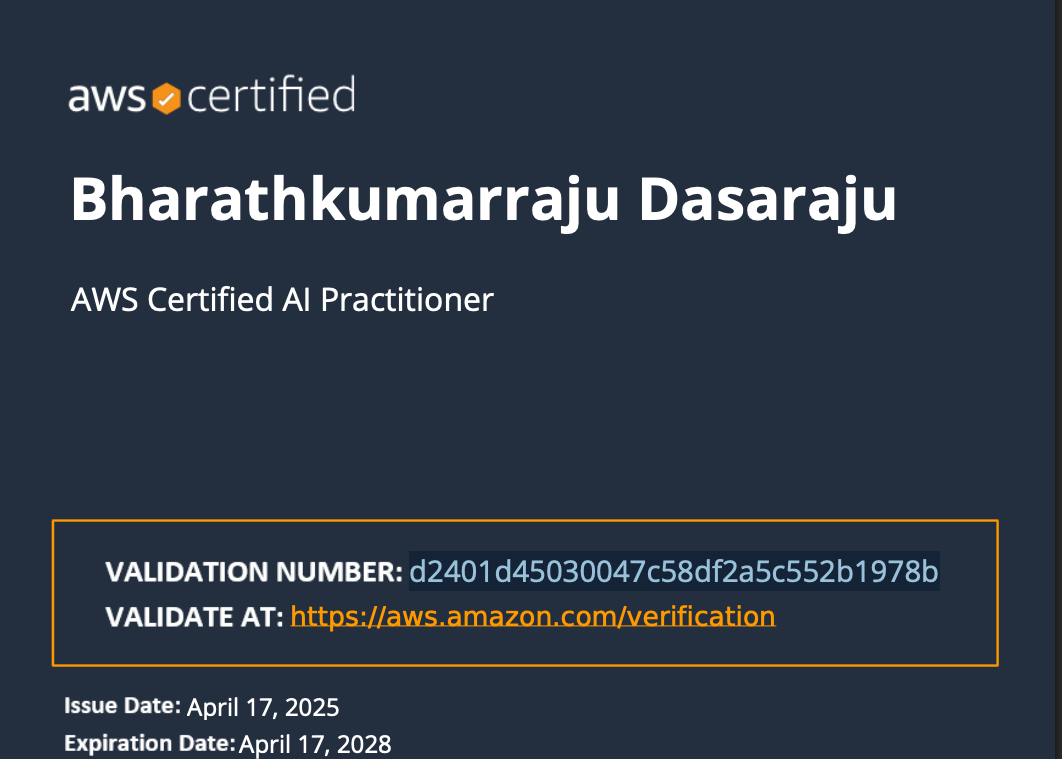 aws certified
Bharathkumarraju Dasaraju
AWS Certified AI Practitioner
VALIDATION NUMBER: d2401d45030047c58df2a5c552b1978b
VALIDATE AT: https://aws.amazon.com/verification
Issue Date: April 17, 2025
Expiration Date: April 17, 2028